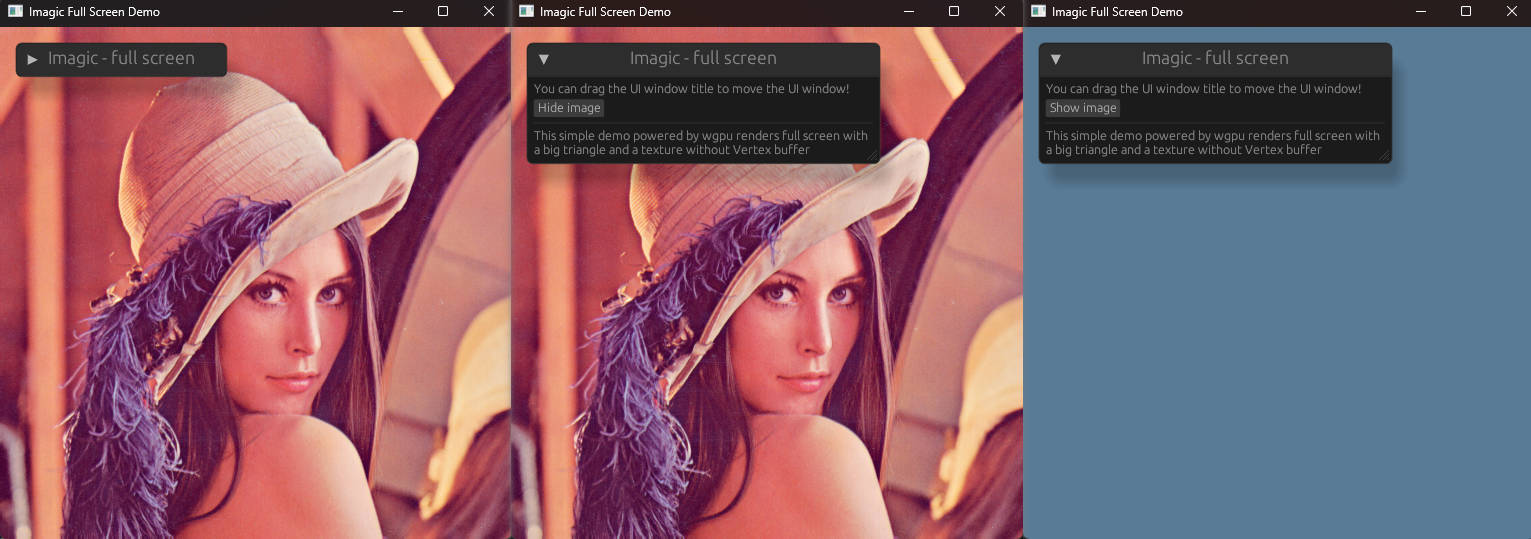 Imagic Full Screen Demo
Imagic - full screen
Imagic Full Screen Demo
Imagic - full screen
You can drag the UI window title to move the UI window!
Hide image
This simple demo powered by wgpu renders full screen with
a big triangle and a texture without Vertex buffer
Imagic Full Screen Demo
Imagic - full screen
You can drag the UI window title to move the UI window!
Show image
This simple demo powered by wgpu renders full screen with
a big triangle and a texture without Vertex buffer